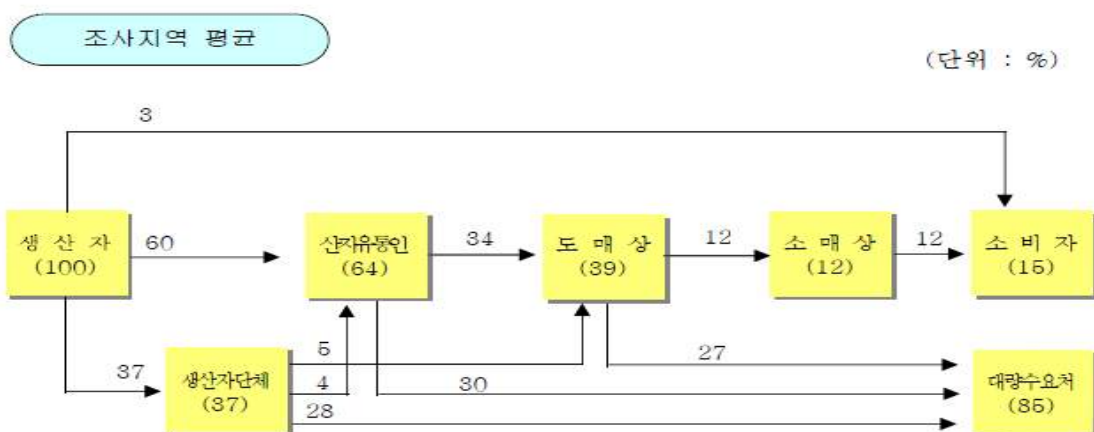 조사지역 평균
(단위 : %)
3
생 산 자
(100)
60
산지유통인
(64)
34
도 매 상
(39)
12
소 매 상
(12)
12
소 비 자
(15)
37
생산자단체
(37)
5
4
28
30
27
대량수요처
(85)